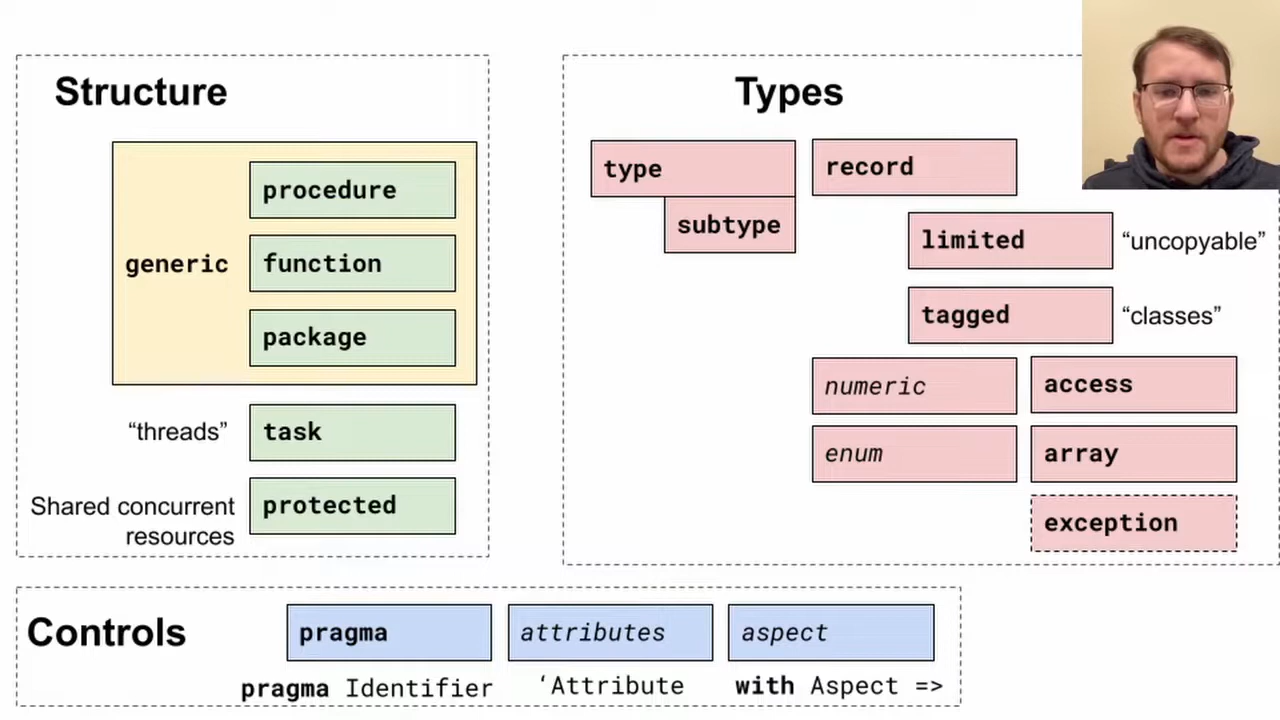 Structure
generic
procedure
function
package
“threads”
task
Shared concurrent
resources
protected
Types
type
subtype
record
limited
“uncopyable”
tagged
“classes”
numeric
access
enum
array
exception
Controls
pragma
attributes
aspect
pragma Identifier
‘Attribute
with Aspect =>